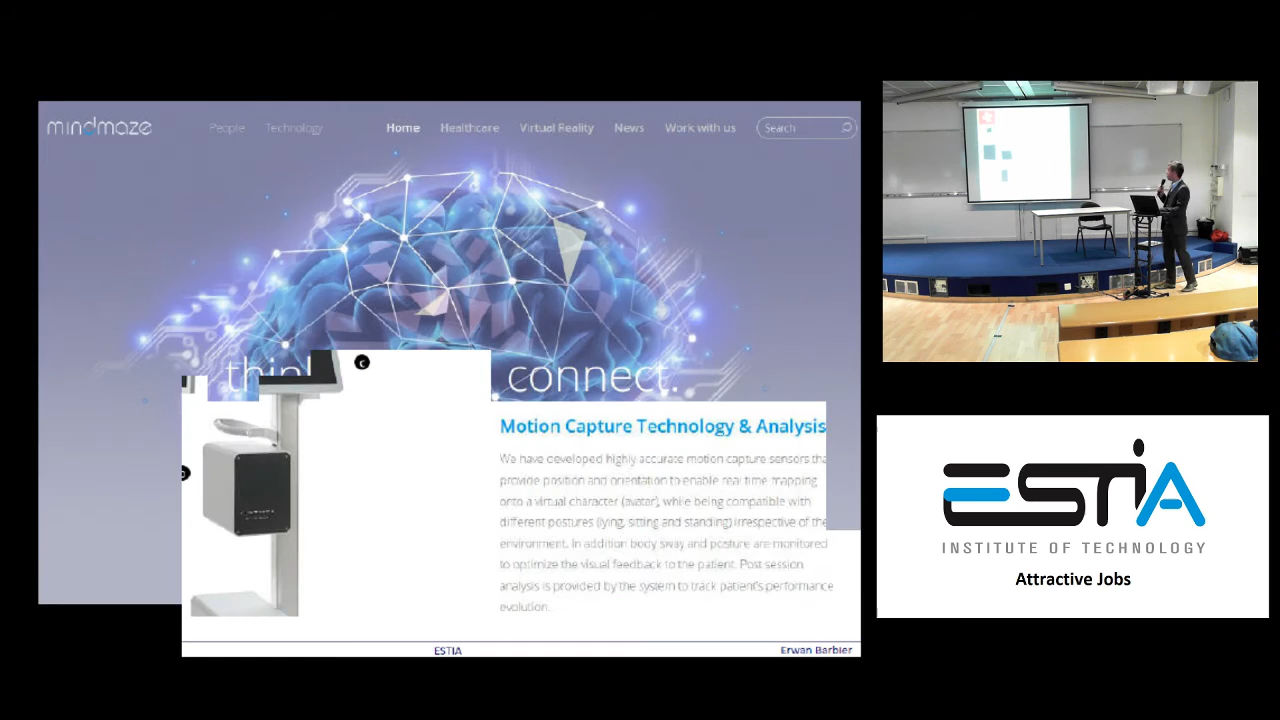 mindmaze
People Technology Home Healthcare Virtual Reality News Work with us Search
connect.
C
Motion Capture Technology & Analysis
We have developed highly accurate motion capture sensors tha
provide position and orientation to enable real time mapping
onto a virtual character (avatar), while being compatible with
different postures (lying, sitting and standing) irrespective of the
environment. In addition body sway and posture are monitored
to optimize the visual feedback to the patient. Post session
analysis is provided by the system to track patient's performance
evolution.
ESTIA
Erwan Barbier
ESTIA
INSTITUTE OF TECHNOLOGY
Attractive Jobs